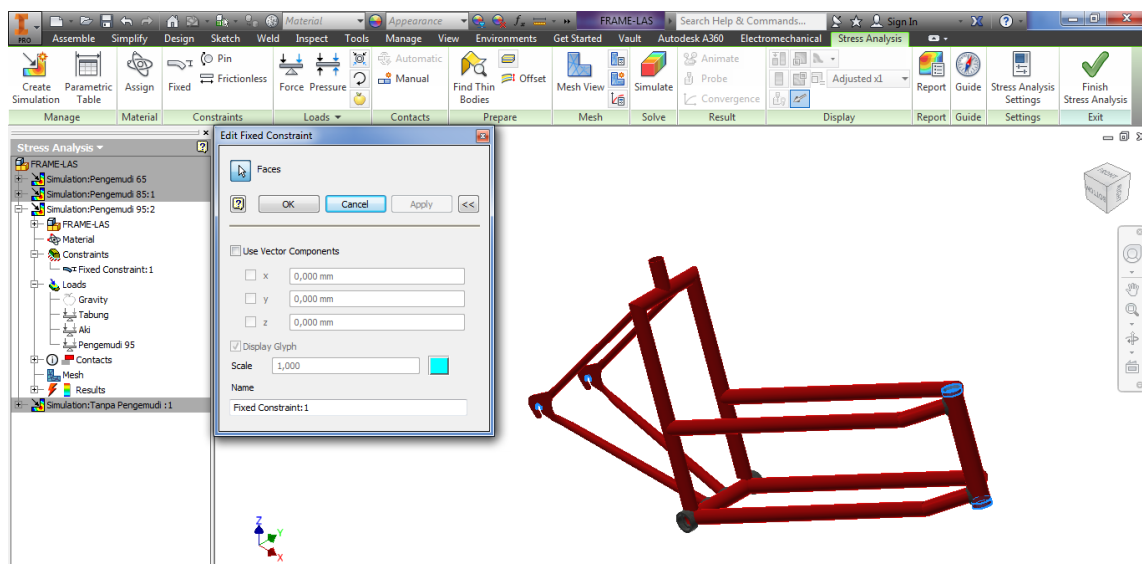 PRO
Material
Appearance
FRAME-LAS
Search Help & Commands...
Sign In
Assemble Simplify Design Sketch Weld Inspect Tools Manage View Environments Get Started Vault Autodesk A360 Electromechanical Stress Analysis
Create Simulation
Parametric Table
Assign
Fixed
Pin
Frictionless
Force Pressure
Automatic
Manual
Find Thin Bodies
Offset
Mesh View
Simulate
Animate
Probe
Convergence
Adjusted x1
Report
Guide
Stress Analysis Settings
Finish Stress Analysis
Manage Material Constraints Loads Contacts Prepare Mesh Solve Result Display Report Guide Settings Exit
Stress Analysis
FRAME-LAS
Simulation:Pengemudi 65
Simulation:Pengemudi 85:1
Simulation:Pengemudi 95:2
FRAME-LAS
Material
Constraints
Fixed Constraint:1
Loads
Gravity
Tabung
Aki
Pengemudi 95
Contacts
Mesh
Results
Simulation:Tanpa Pengemudi :1
Edit Fixed Constraint
Faces
OK Cancel Apply <<
Use Vector Components
x 0,000 mm
y 0,000 mm
z 0,000 mm
Display Glyph
Scale 1,000
Name
Fixed Constraint:1
Z
Y
X